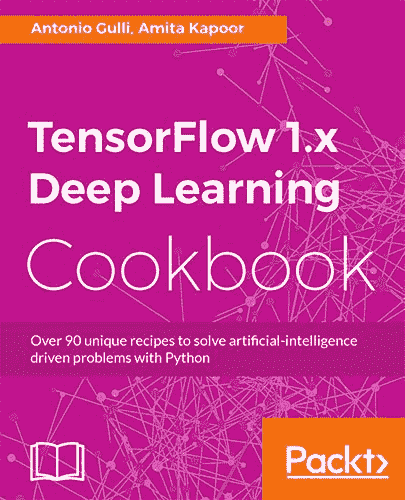 Antonio Gulli, Amita Kapoor
TensorFlow 1.x
Deep Learning
Cookbook
Over 90 unique recipes to solve artificial-intelligence
driven problems with Python
Packt>